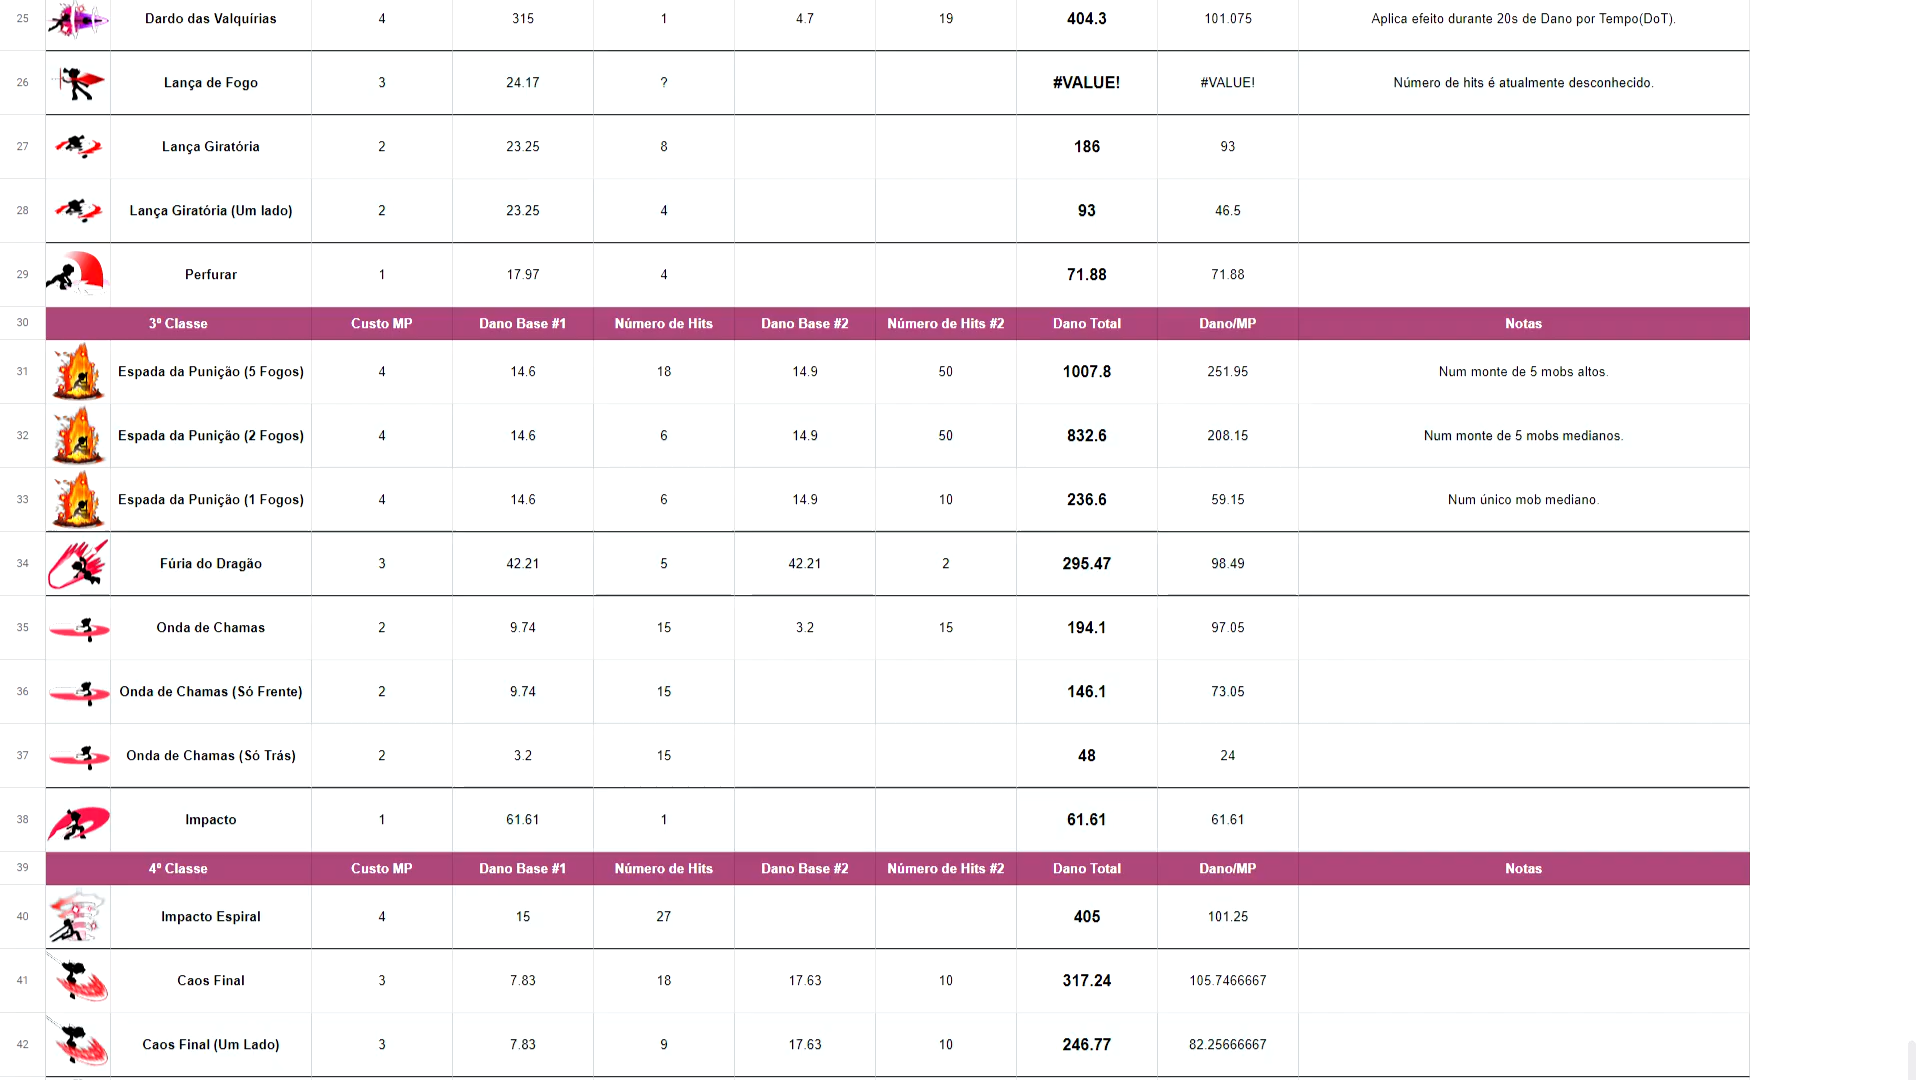 25 Dardo das Valquírias 4 315 1 4.7 19 404.3 101.075 Aplica efeito durante 20s de Dano por Tempo(DoT).
26 Lança de Fogo 3 24.17 ? #VALUE! #VALUE! Número de hits é atualmente desconhecido.
27 Lança Giratória 2 23.25 8 186 93
28 Lança Giratória (Um lado) 2 23.25 4 93 46.5
29 Perfurar 1 17.97 4 71.88 71.88
30 3ª Classe Custo MP Dano Base #1 Número de Hits Dano Base #2 Número de Hits #2 Dano Total Dano/MP Notas
31 Espada da Punição (5 Fogos) 4 14.6 18 14.9 50 1007.8 251.95 Num monte de 5 mobs altos.
32 Espada da Punição (2 Fogos) 4 14.6 6 14.9 50 832.6 208.15 Num monte de 5 mobs medianos.
33 Espada da Punição (1 Fogos) 4 14.6 6 14.9 10 236.6 59.15 Num único mob mediano.
34 Fúria do Dragão 3 42.21 5 42.21 2 295.47 98.49
35 Onda de Chamas 2 9.74 15 3.2 15 194.1 97.05
36 Onda de Chamas (Só Frente) 2 9.74 15 146.1 73.05
37 Onda de Chamas (Só Trás) 2 3.2 15 48 24
38 Impacto 1 61.61 1 61.61 61.61
39 4ª Classe Custo MP Dano Base #1 Número de Hits Dano Base #2 Número de Hits #2 Dano Total Dano/MP Notas
40 Impacto Espiral 4 15 27 405 101.25
41 Caos Final 3 7.83 18 17.63 10 317.24 105.7466667
42 Caos Final (Um Lado) 3 7.83 9 17.63 10 246.77 82.25666667